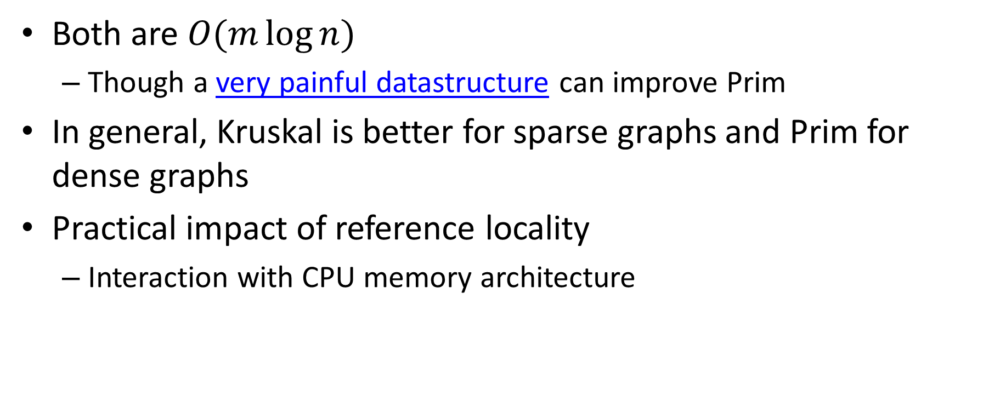 • Both are O(m log n)
– Though a very painful datastructure can improve Prim
• In general, Kruskal is better for sparse graphs and Prim for
dense graphs
• Practical impact of reference locality
– Interaction with CPU memory architecture